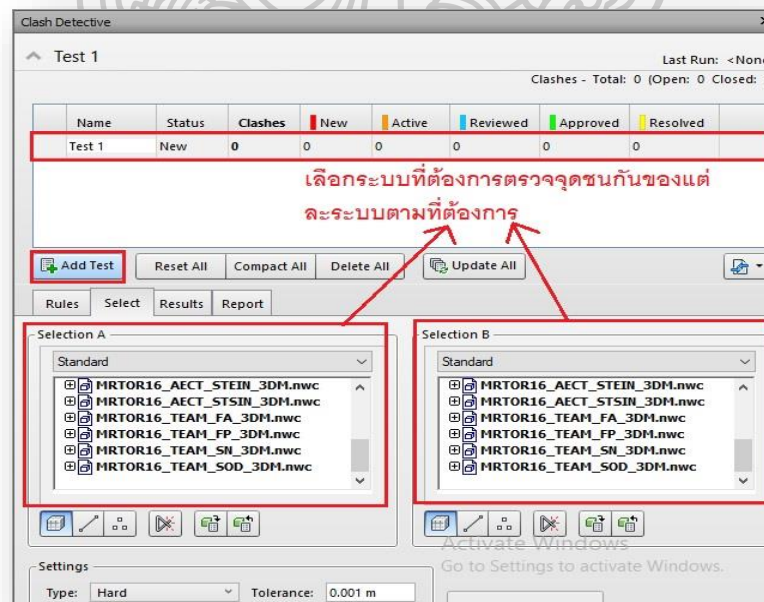 Clash Detective
Test 1
Last Run: <None
Clashes - Total: 0 (Open: 0 Closed:
Name Status Clashes New Active Reviewed Approved Resolved
Test 1 New 0 0 0 0 0 0
เลือกระบบที่ต้องการตรวจจุดชนกันของแต่
ละระบบตามที่ต้องการ
Add Test Reset All Compact All Delete All Update All
Rules Select Results Report
Selection A Selection B
Standard Standard
MRTOR16_AECT_STEIN_3DM.nwc MRTOR16_AECT_STEIN_3DM.nwc
MRTOR16_AECT_STSIN_3DM.nwc MRTOR16_AECT_STSIN_3DM.nwc
MRTOR16_TEAM_FA_3DM.nwc MRTOR16_TEAM_FA_3DM.nwc
MRTOR16_TEAM_FP_3DM.nwc MRTOR16_TEAM_FP_3DM.nwc
MRTOR16_TEAM_SN_3DM.nwc MRTOR16_TEAM_SN_3DM.nwc
MRTOR16_TEAM_SOD_3DM.nwc MRTOR16_TEAM_SOD_3DM.nwc
Activate Windows
Settings Go to Settings to activate Windows.
Type: Hard Tolerance: 0.001 m